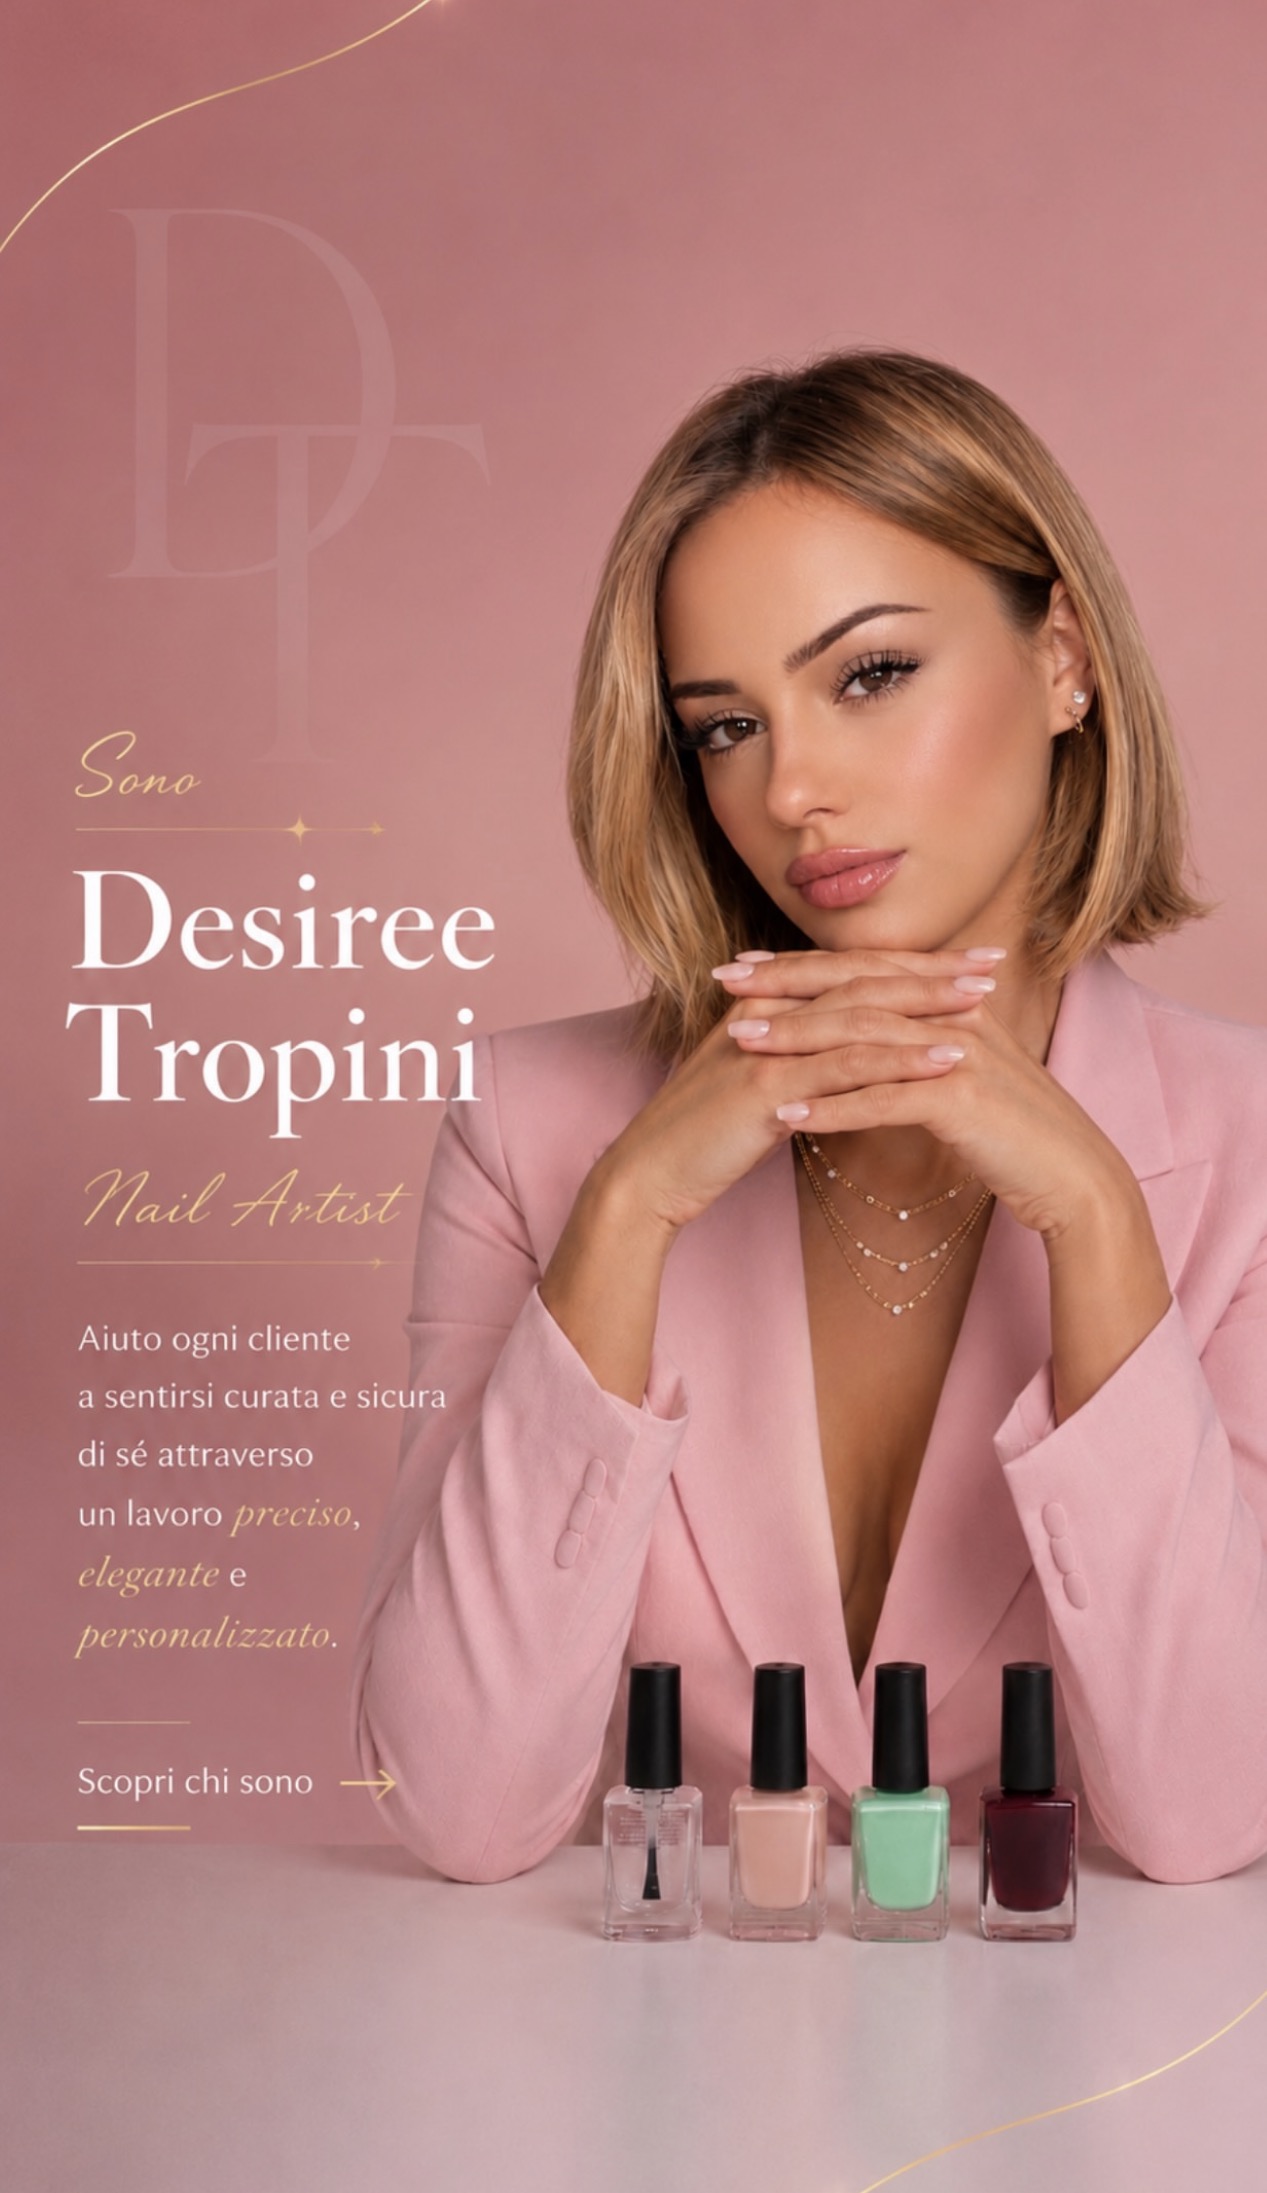 DT
Sono
Desiree
Tropini
Nail Artist
Aiuto ogni cliente
a sentirsi curata e sicura
di sé attraverso
un lavoro preciso,
elegante e
personalizzato.
Scopri chi sono →